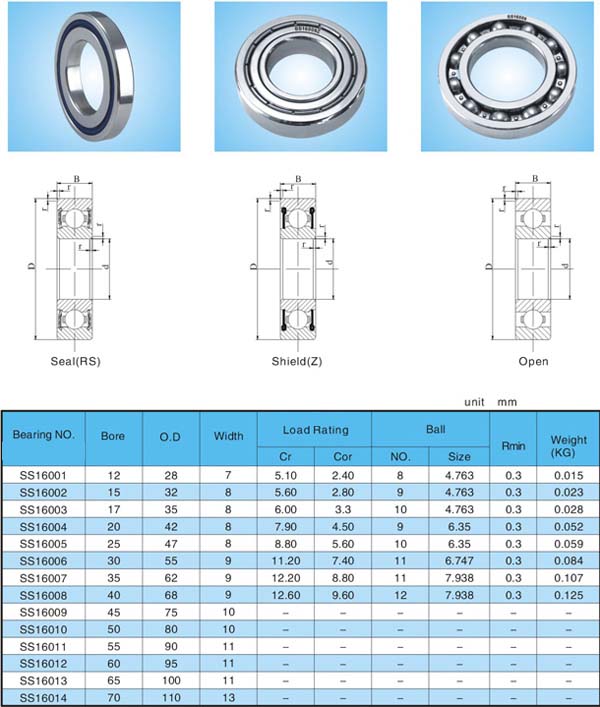 SS16008
B
r
r
r
r
D
d
Seal(RS)
B
r
r
r
r
D
d
Shield(Z)
B
r
r
r
r
D
d
Open
unit mm
Bearing NO. Bore O.D Width Load Rating Ball Rmin Weight (KG)
Cr Cor NO. Size
SS16001 12 28 7 5.10 2.40 8 4.763 0.3 0.015
SS16002 15 32 8 5.60 2.80 9 4.763 0.3 0.023
SS16003 17 35 8 6.00 3.3 10 4.763 0.3 0.028
SS16004 20 42 8 7.90 4.50 9 6.35 0.3 0.052
SS16005 25 47 8 8.80 5.60 10 6.35 0.3 0.059
SS16006 30 55 9 11.20 7.40 11 6.747 0.3 0.084
SS16007 35 62 9 12.20 8.80 11 7.938 0.3 0.107
SS16008 40 68 9 12.60 9.60 12 7.938 0.3 0.125
SS16009 45 75 10 – – – – – –
SS16010 50 80 10 – – – – – –
SS16011 55 90 11 – – – – – –
SS16012 60 95 11 – – – – – –
SS16013 65 100 11 – – – – – –
SS16014 70 110 13 – – – – – –